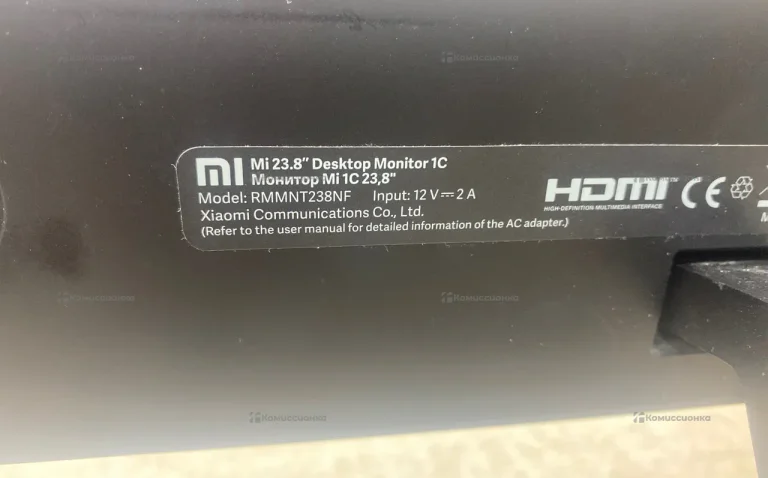 mi Mi 23.8" Desktop Monitor 1C
Монитор Mi 1C 23,8"
Model: RMMNT238NF Input: 12 V⎓2 A
Xiaomi Communications Co., Ltd.
(Refer to the user manual for detailed information of the AC adapter.)
HDMI
HIGH-DEFINITION MULTIMEDIA INTERFACE
CE
Комиссионка
Комиссионка
Комиссионка
Комиссионка
Комиссионка
Комиссионка